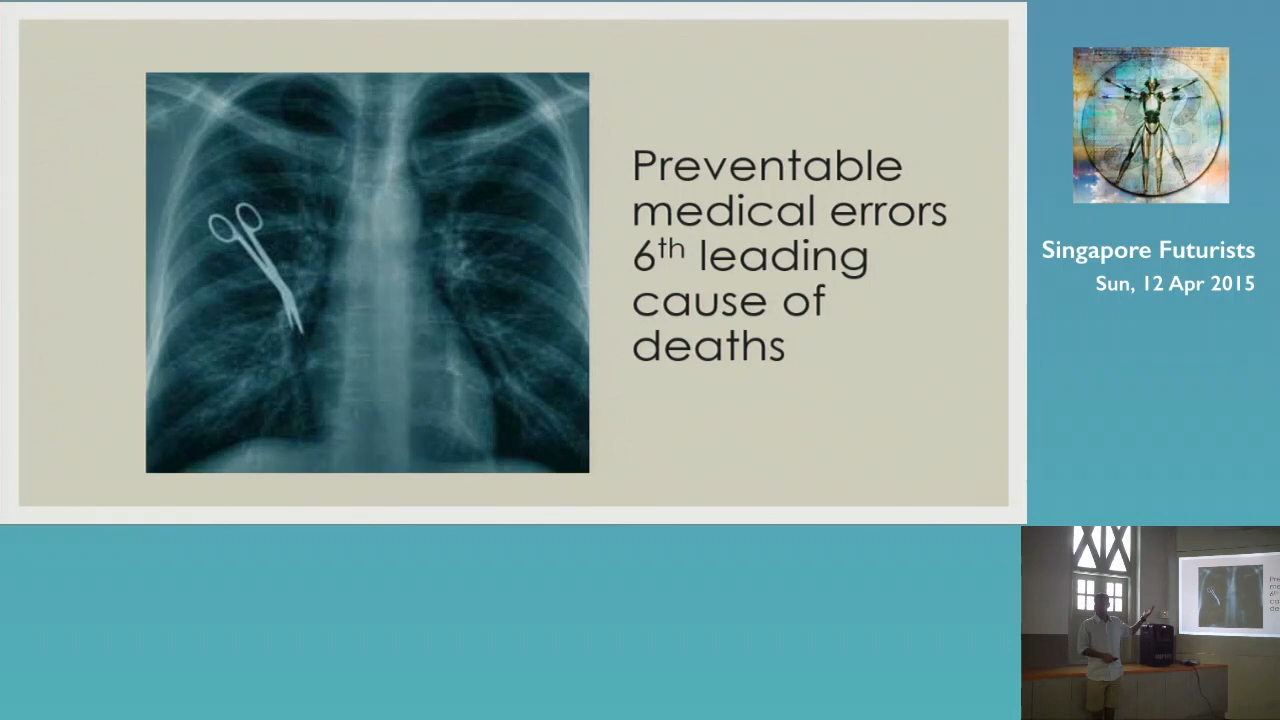 Preventable
medical errors
6th leading
cause of
deaths
Singapore Futurists
Sun, 12 Apr 2015